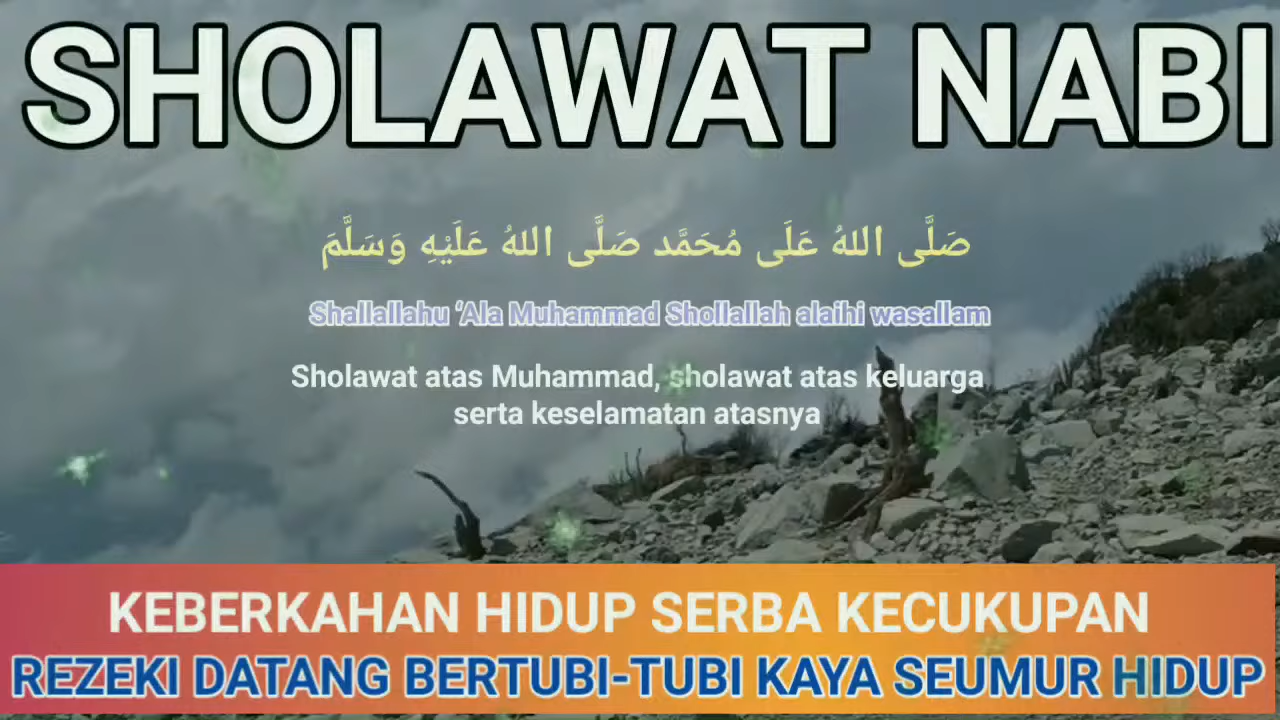 SHOLAWAT NABI
صَلَّى اللهُ عَلَى مُحَمَّد صَلَّى اللهُ عَلَيْهِ وَسَلَّمَ
Shallallahu ‘Ala Muhammad Shollallah alaihi wasallam
Sholawat atas Muhammad, sholawat atas keluarga
serta keselamatan atasnya
KEBERKAHAN HIDUP SERBA KECUKUPAN
REZEKI DATANG BERTUBI-TUBI KAYA SEUMUR HIDUP